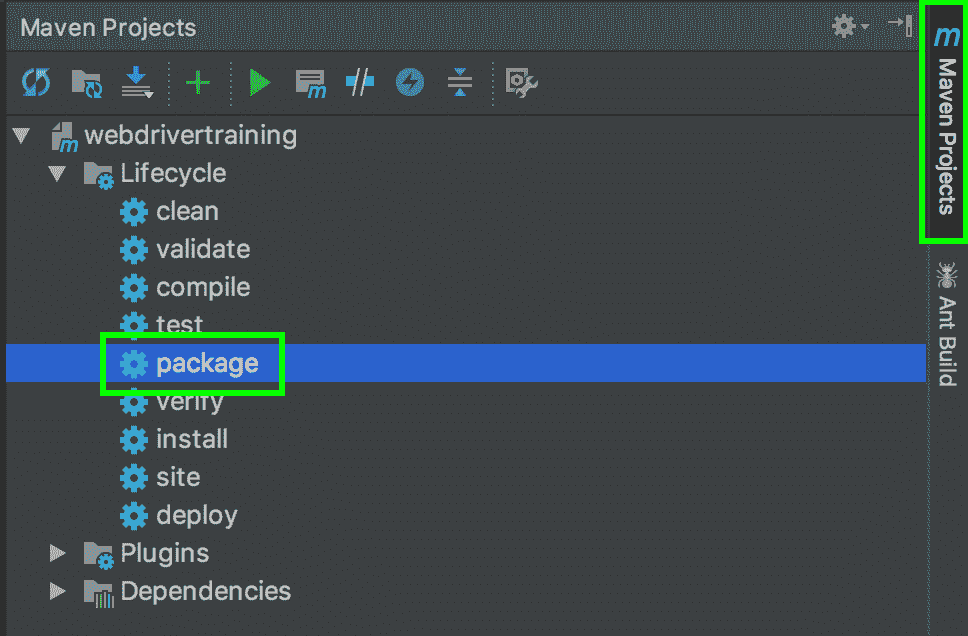 Maven Projects
webdrivertraining
Lifecycle
clean
validate
compile
test
package
verify
install
site
deploy
Plugins
Dependencies
Maven Projects
Ant Build